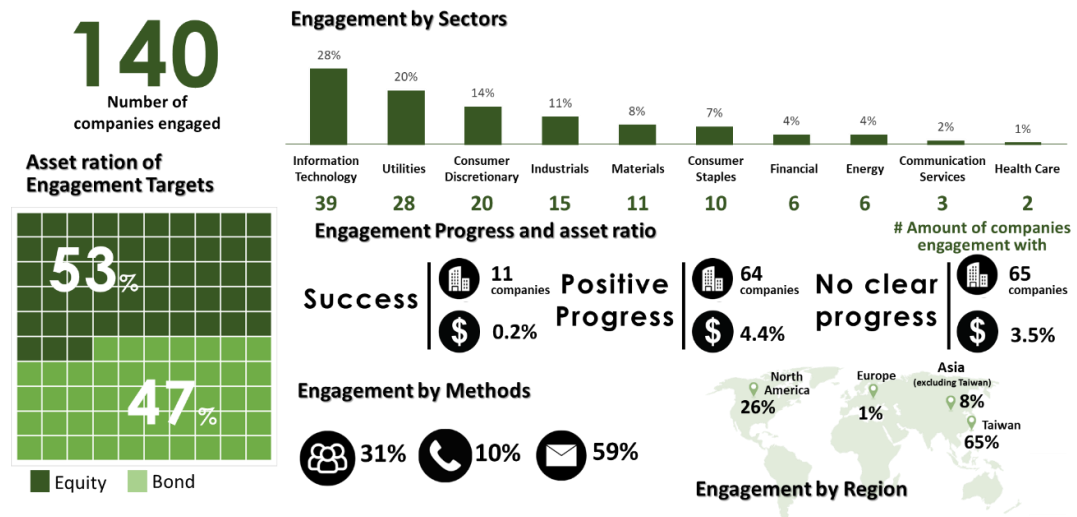 140
Number of
companies engaged
Asset ration of
Engagement Targets
53%
47%
Equity
Bond
Engagement by Sectors
28%
20%
14%
11%
8%
7%
4%
4%
2%
1%
Information
Technology
Utilities
Consumer
Discretionary
Industrials
Materials
Consumer
Staples
Financial
Energy
Communication
Services
Health Care
39
28
20
15
11
10
6
6
3
2
# Amount of companies
engagement with
Engagement Progress and asset ratio
Success
11
companies
$
0.2%
Positive
Progress
64
companies
$
4.4%
No clear
progress
65
companies
$
3.5%
Engagement by Methods
31%
10%
59%
North
America
26%
Europe
1%
Asia
(excluding Taiwan)
8%
Taiwan
65%
Engagement by Region